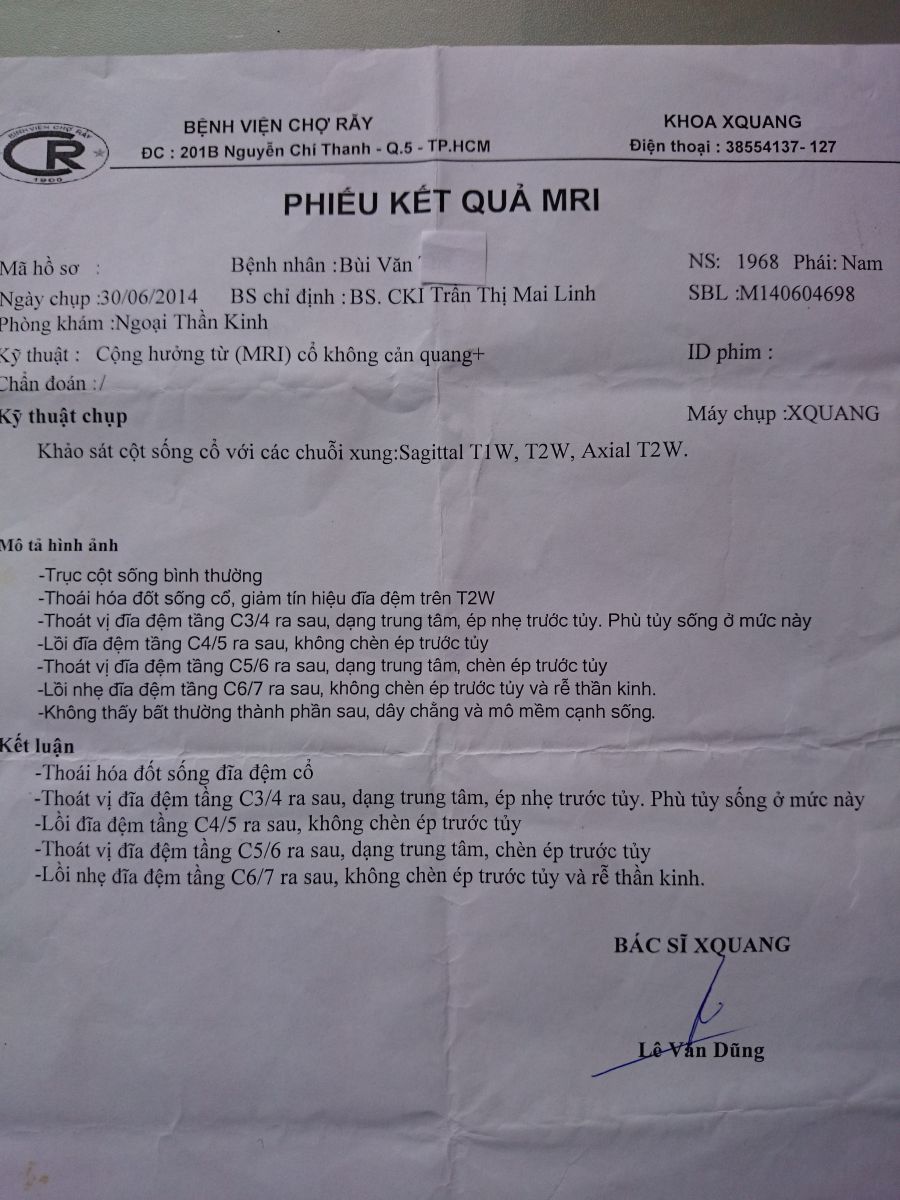 BỆNH VIỆN CHỢ RẪY
CR
1900
BỆNH VIỆN CHỢ RẪY
ĐC : 201B Nguyễn Chí Thanh - Q.5 - TP.HCM
KHOA XQUANG
Điện thoại : 38554137- 127
PHIẾU KẾT QUẢ MRI
Mã hồ sơ :
Bệnh nhân :Bùi Văn
NS: 1968 Phái: Nam
Ngày chụp :30/06/2014 BS chỉ định : BS. CKI Trần Thị Mai Linh
SBL :M140604698
Phòng khám :Ngoại Thần Kinh
Kỹ thuật : Cộng hưởng từ (MRI) cổ không cản quang+
ID phim :
Chẩn đoán :/
Kỹ thuật chụp
Máy chụp :XQUANG
Khảo sát cột sống cổ với các chuỗi xung:Sagittal T1W, T2W, Axial T2W.
Mô tả hình ảnh
-Trục cột sống bình thường
-Thoái hóa đốt sống cổ, giảm tín hiệu đĩa đệm trên T2W
-Thoát vị đĩa đệm tầng C3/4 ra sau, dạng trung tâm, ép nhẹ trước tủy. Phù tủy sống ở mức này
-Lồi đĩa đệm tầng C4/5 ra sau, không chèn ép trước tủy
-Thoát vị đĩa đệm tầng C5/6 ra sau, dạng trung tâm, chèn ép trước tủy
-Lồi nhẹ đĩa đệm tầng C6/7 ra sau, không chèn ép trước tủy và rễ thần kinh.
-Không thấy bất thường thành phần sau, dây chằng và mô mềm cạnh sống.
Kết luận
-Thoái hóa đốt sống đĩa đệm cổ
-Thoát vị đĩa đệm tầng C3/4 ra sau, dạng trung tâm, ép nhẹ trước tủy. Phù tủy sống ở mức này
-Lồi đĩa đệm tầng C4/5 ra sau, không chèn ép trước tủy
-Thoát vị đĩa đệm tầng C5/6 ra sau, dạng trung tâm, chèn ép trước tủy
-Lồi nhẹ đĩa đệm tầng C6/7 ra sau, không chèn ép trước tủy và rễ thần kinh.
BÁC SĨ XQUANG
Lê Văn Dũng